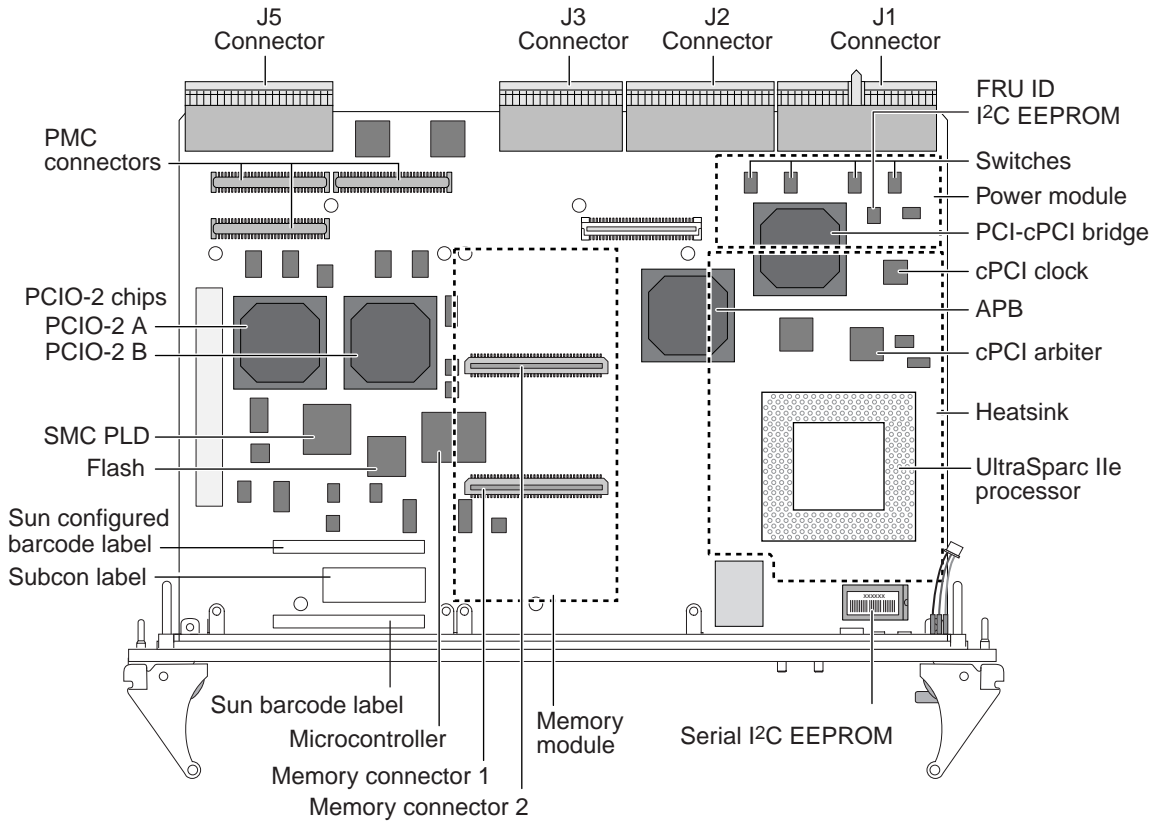 J5
Connector
J3
Connector
J2
Connector
J1
Connector
FRU ID
I2C EEPROM
PMC
connectors
Switches
Power module
PCI-cPCI bridge
cPCI clock
PCIO-2 chips
PCIO-2 A
PCIO-2 B
APB
cPCI arbiter
Heatsink
SMC PLD
Flash
UltraSparc IIe
processor
Sun configured
barcode label
Subcon label
xxxxxx
Sun barcode label
Microcontroller
Memory connector 1
Memory connector 2
Memory
module
Serial I2C EEPROM